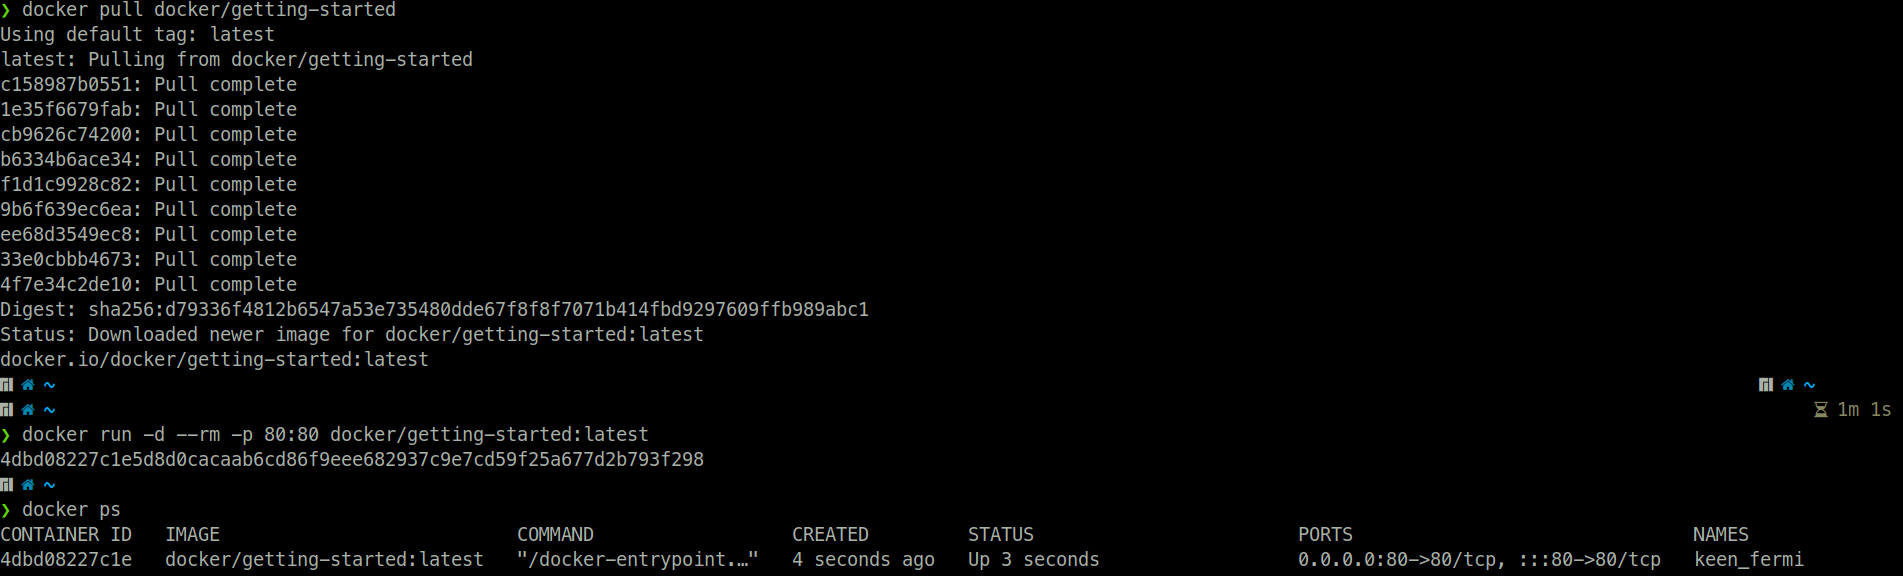 ❯ docker pull docker/getting-started
Using default tag: latest
latest: Pulling from docker/getting-started
c158987b0551: Pull complete
1e35f6679fab: Pull complete
cb9626c74200: Pull complete
b6334b6ace34: Pull complete
f1d1c9928c82: Pull complete
9b6f639ec6ea: Pull complete
ee68d3549ec8: Pull complete
33e0cbbb4673: Pull complete
4f7e34c2de10: Pull complete
Digest: sha256:d79336f4812b6547a53e735480dde67f8f8f7071b414fbd9297609ffb989abc1
Status: Downloaded newer image for docker/getting-started:latest
docker.io/docker/getting-started:latest
~ ~
~ 1m 1s
❯ docker run -d --rm -p 80:80 docker/getting-started:latest
4dbd08227c1e5d8d0cacaab6cd86f9eee682937c9e7cd59f25a677d2b793f298
~
❯ docker ps
CONTAINER ID IMAGE COMMAND CREATED STATUS PORTS NAMES
4dbd08227c1e docker/getting-started:latest "/docker-entrypoint.…" 4 seconds ago Up 3 seconds 0.0.0.0:80->80/tcp, :::80->80/tcp keen_fermi